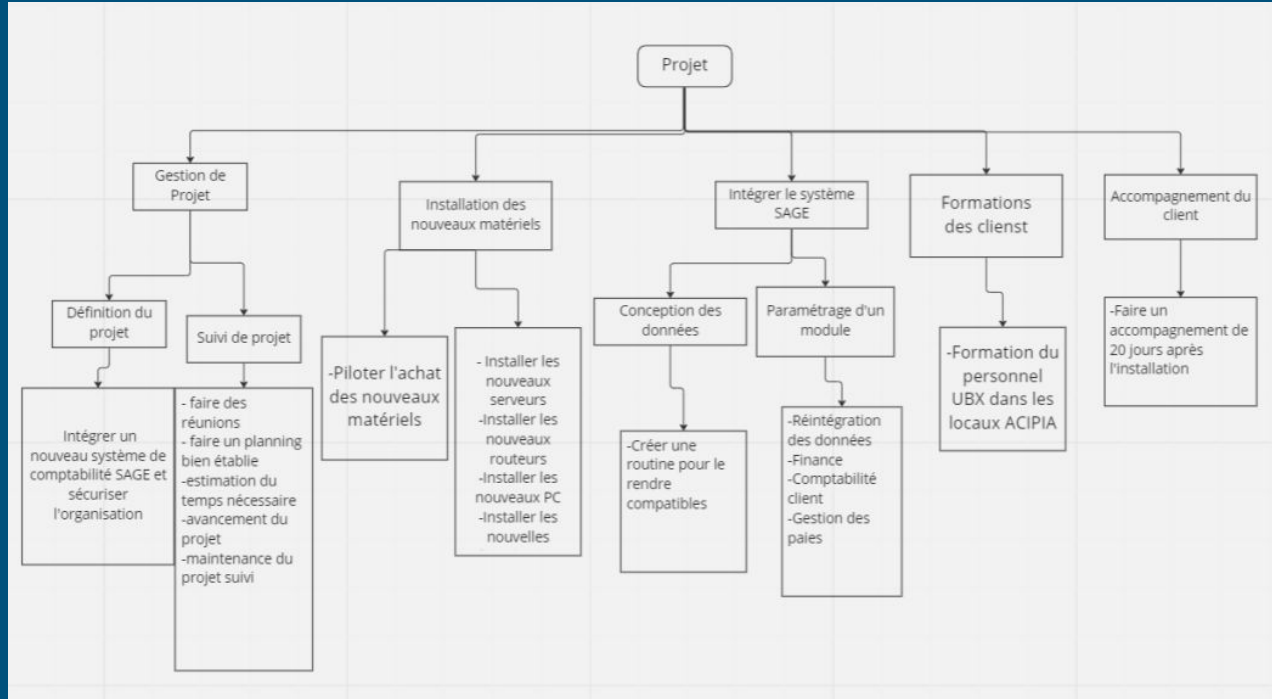 Projet
Gestion de
Projet
Définition du
projet
Intégrer un
nouveau système de
comptabilité SAGE et
sécuriser
l'organisation
Suivi de projet
- faire des
réunions
- faire un planning
bien établie
-estimation du
temps nécessaire
-avancement du
projet
-maintenance du
projet suivi
Installation des
nouveaux matériels
-Piloter l'achat
des nouveaux
matériels
- Installer les
nouveaux
serveurs
-Installer les
nouveaux
routeurs
-Installer les
nouveaux PC
-Installer les
nouvelles
Intégrer le système
SAGE
Conception des
données
-Créer une
routine pour le
rendre
compatibles
Paramétrage d'un
module
-Réintégration
des données
-Finance
-Comptabilité
client
-Gestion des
paies
Formations
des clienst
-Formation du
personnel
UBX dans les
locaux ACIPIA
Accompagnement du
client
-Faire un
accompagnement de
20 jours après
l'installation